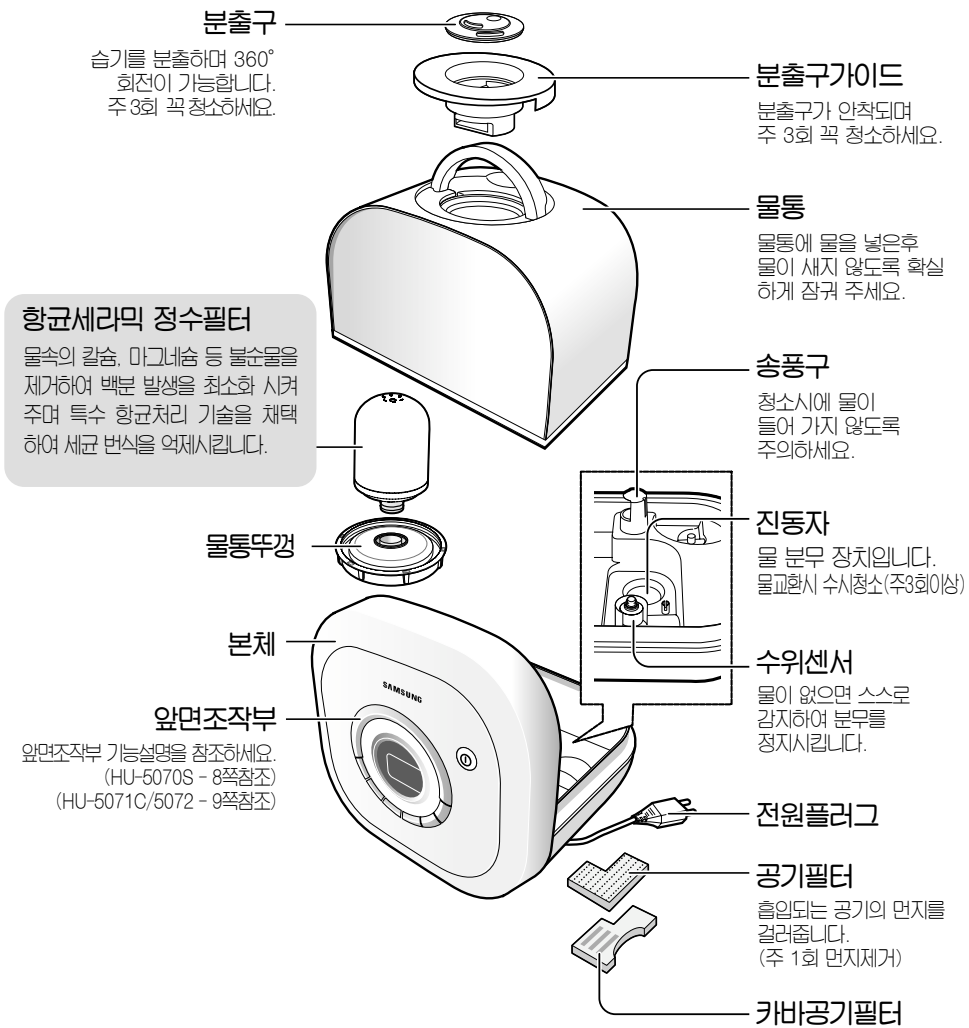 분출구
습기를 분출하며 360°
회전이 가능합니다.
주 3회 꼭 청소하세요.
분출구가이드
분출구가 안착되며
주 3회 꼭 청소하세요.
물통
물통에 물을 넣은후
물이 새지 않도록 확실
하게 잠궈 주세요.
항균세라믹 정수필터
물속의 칼슘, 마그네슘 등 불순물을
제거하여 백분 발생을 최소화 시켜
주며 특수 항균처리 기술을 채택
하여 세균 번식을 억제시킵니다.
송풍구
청소시에 물이
들어 가지 않도록
주의하세요.
물통뚜껑
진동자
물 분무 장치입니다.
물교환시 수시청소(주3회이상)
본체
SAMSUNG
수위센서
물이 없으면 스스로
감지하여 분무를
정지시킵니다.
앞면조작부
앞면조작부 기능설명을 참조하세요.
(HU-5070S - 8쪽참조)
(HU-5071C/5072 - 9쪽참조)
전원플러그
공기필터
흡입되는 공기의 먼지를
걸러줍니다.
(주 1회 먼지제거)
카바공기필터